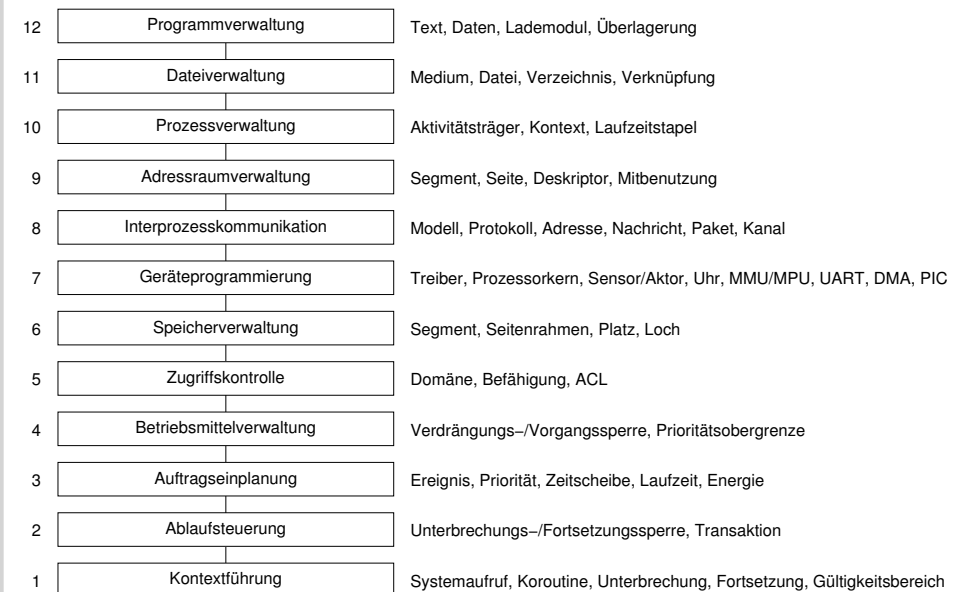 12 Programmverwaltung Text, Daten, Lademodul, Überlagerung
11 Dateiverwaltung Medium, Datei, Verzeichnis, Verknüpfung
10 Prozessverwaltung Aktivitätsträger, Kontext, Laufzeitstapel
9 Adressraumverwaltung Segment, Seite, Deskriptor, Mitbenutzung
8 Interprozesskommunikation Modell, Protokoll, Adresse, Nachricht, Paket, Kanal
7 Geräteprogrammierung Treiber, Prozessorkern, Sensor/Aktor, Uhr, MMU/MPU, UART, DMA, PIC
6 Speicherverwaltung Segment, Seitenrahmen, Platz, Loch
5 Zugriffskontrolle Domäne, Befähigung, ACL
4 Betriebsmittelverwaltung Verdrängungs−/Vorgangssperre, Prioritätsobergrenze
3 Auftragseinplanung Ereignis, Priorität, Zeitscheibe, Laufzeit, Energie
2 Ablaufsteuerung Unterbrechungs−/Fortsetzungssperre, Transaktion
1 Kontextführung Systemaufruf, Koroutine, Unterbrechung, Fortsetzung, Gültigkeitsbereich